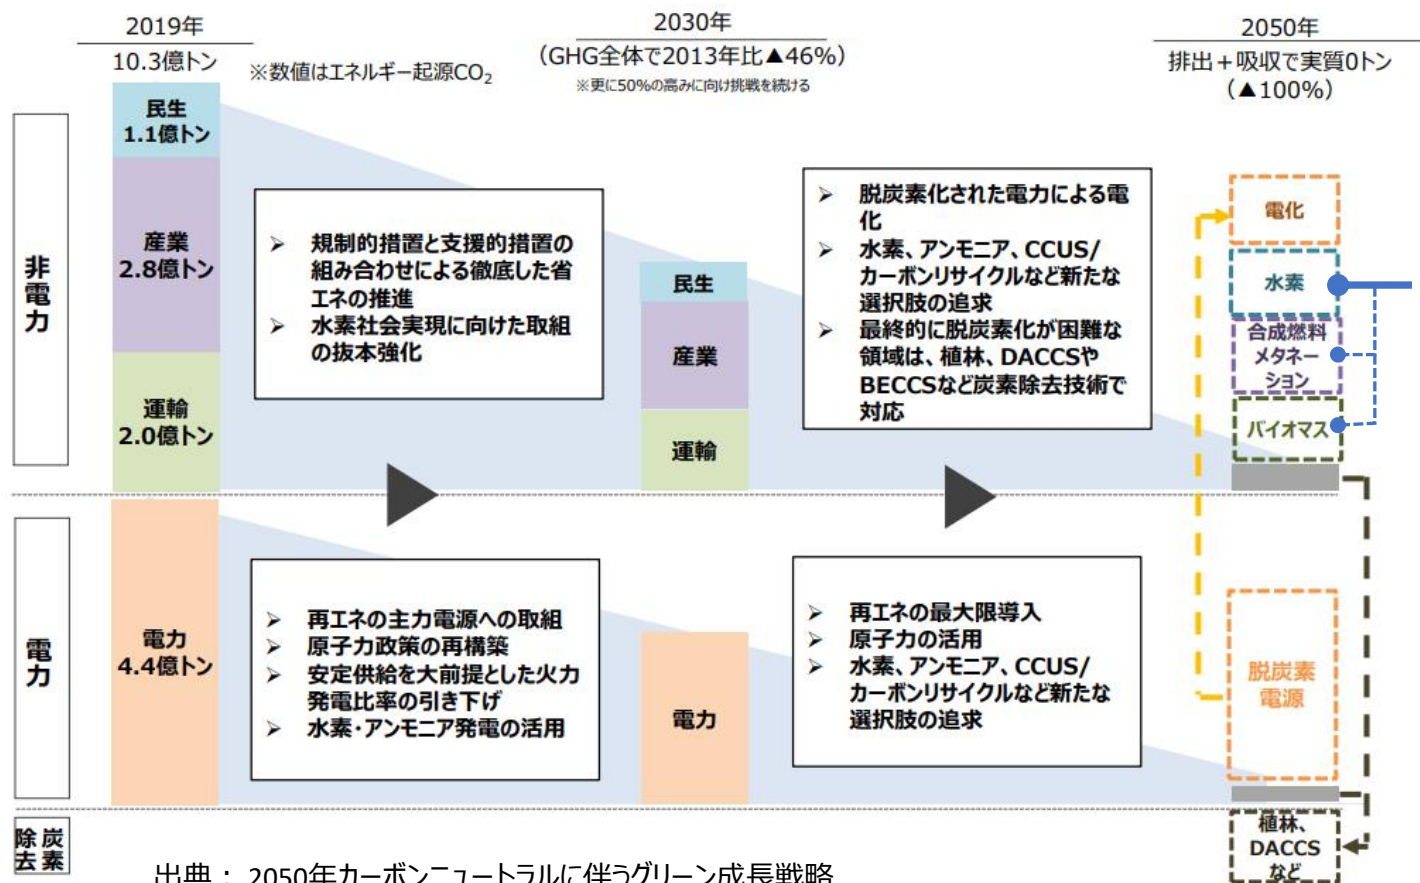 2019年
10.3億トン
※数値はエネルギー起源CO₂
2030年
(GHG全体で2013年比▲46%)
※更に50%の高みに向け挑戦を続ける
2050年
排出＋吸収で実質0トン
(▲100%)
非電力
民生
1.1億トン
産業
2.8億トン
運輸
2.0億トン
➢ 規制的措置と支援的措置の
組み合わせによる徹底した省
エネの推進
➢ 水素社会実現に向けた取組
の抜本強化
民生
産業
運輸
➢ 脱炭素化された電力による電
化
➢ 水素、アンモニア、CCUS/
カーボンリサイクルなど新たな
選択肢の追求
➢ 最終的に脱炭素化が困難な
領域は、植林、DACCSや
BECCSなど炭素除去技術で
対応
電化
水素
合成燃料
メタネー
ション
バイオマス
電力
電力
4.4億トン
➢ 再エネの主力電源への取組
➢ 原子力政策の再構築
➢ 安定供給を大前提とした火力
発電比率の引き下げ
➢ 水素・アンモニア発電の活用
電力
➢ 再エネの最大限導入
➢ 原子力の活用
➢ 水素、アンモニア、CCUS/
カーボンリサイクルなど新たな
選択肢の追求
脱炭素
電源
炭素除去
植林、
DACCS
など
出典： 2050年カーボンニュートラルに伴うグリーン成長戦略